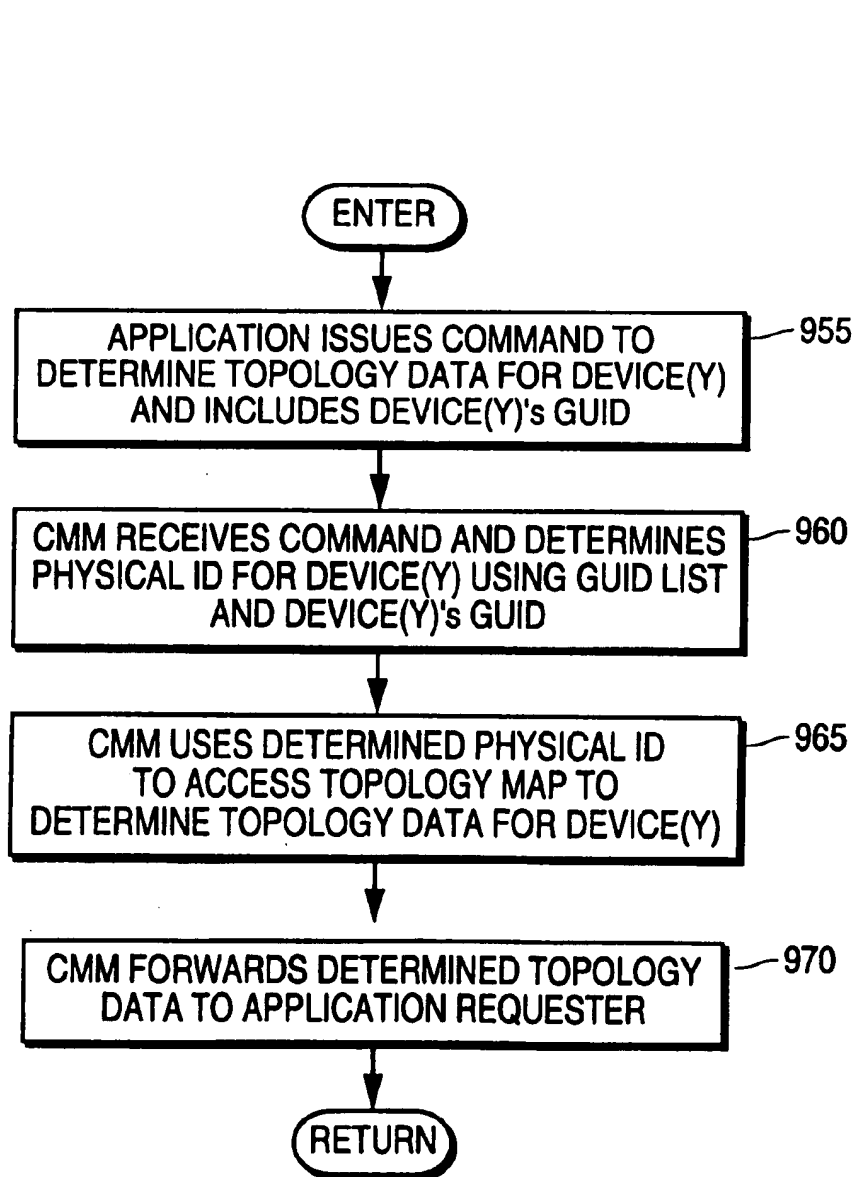 ENTER
APPLICATION ISSUES COMMAND TO
DETERMINE TOPOLOGY DATA FOR DEVICE(Y)
AND INCLUDES DEVICE(Y)'s GUID
955
CMM RECEIVES COMMAND AND DETERMINES
PHYSICAL ID FOR DEVICE(Y) USING GUID LIST
AND DEVICE(Y)'s GUID
960
CMM USES DETERMINED PHYSICAL ID
TO ACCESS TOPOLOGY MAP TO
DETERMINE TOPOLOGY DATA FOR DEVICE(Y)
965
CMM FORWARDS DETERMINED TOPOLOGY
DATA TO APPLICATION REQUESTER
970
RETURN